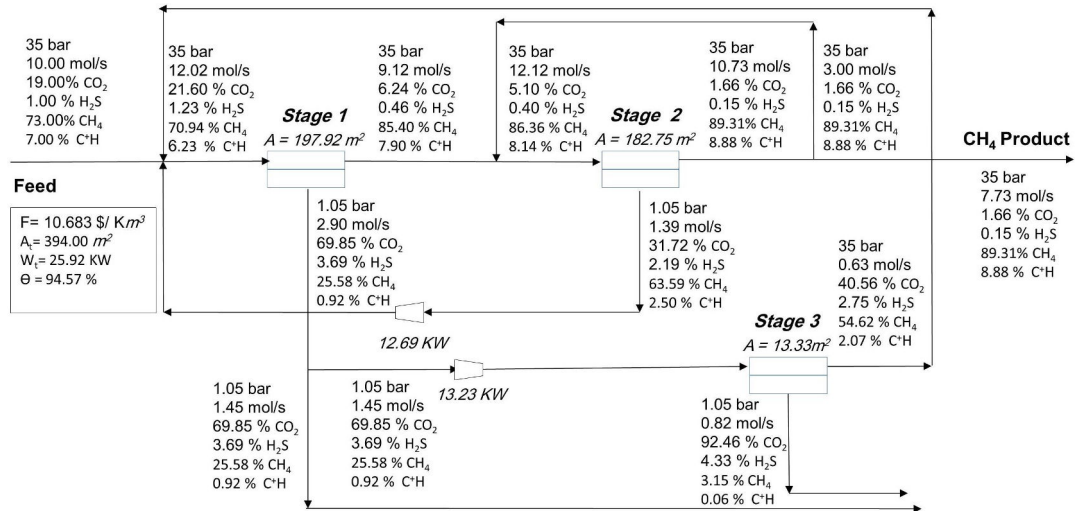 35 bar
10.00 mol/s
19.00% CO₂
1.00 % H₂S
73.00% CH₄
7.00 % C⁺H
35 bar
12.02 mol/s
21.60 % CO₂
1.23 % H₂S
70.94 % CH₄
6.23 % C⁺H
Stage 1
A = 197.92 m²
35 bar
9.12 mol/s
6.24 % CO₂
0.46 % H₂S
85.40 % CH₄
7.90 % C⁺H
35 bar
12.12 mol/s
5.10 % CO₂
0.40 % H₂S
86.36 % CH₄
8.14 % C⁺H
Stage 2
A = 182.75 m²
35 bar
10.73 mol/s
1.66 % CO₂
0.15 % H₂S
89.31% CH₄
8.88 % C⁺H
35 bar
3.00 mol/s
1.66 % CO₂
0.15 % H₂S
89.31% CH₄
8.88 % C⁺H
CH₄ Product
35 bar
7.73 mol/s
1.66 % CO₂
0.15 % H₂S
89.31% CH₄
8.88 % C⁺H
Feed
F= 10.683 $/ Km³
Aₜ= 394.00 m²
Wₜ= 25.92 KW
Θ = 94.57 %
1.05 bar
2.90 mol/s
69.85 % CO₂
3.69 % H₂S
25.58 % CH₄
0.92 % C⁺H
12.69 KW
1.05 bar
1.39 mol/s
31.72 % CO₂
2.19 % H₂S
63.59 % CH₄
2.50 % C⁺H
35 bar
0.63 mol/s
40.56 % CO₂
2.75 % H₂S
54.62 % CH₄
2.07 % C⁺H
Stage 3
A = 13.33m²
13.23 KW
1.05 bar
1.45 mol/s
69.85 % CO₂
3.69 % H₂S
25.58 % CH₄
0.92 % C⁺H
1.05 bar
1.45 mol/s
69.85 % CO₂
3.69 % H₂S
25.58 % CH₄
0.92 % C⁺H
1.05 bar
0.82 mol/s
92.46 % CO₂
4.33 % H₂S
3.15 % CH₄
0.06 % C⁺H